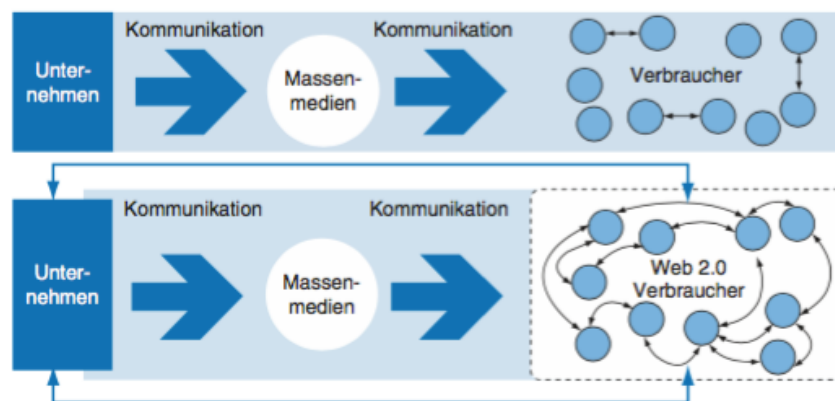 Kommunikation
Kommunikation
Unter-
nehmen
Massen-
medien
Verbraucher
Kommunikation
Kommunikation
Unter-
nehmen
Massen-
medien
Web 2.0
Verbraucher